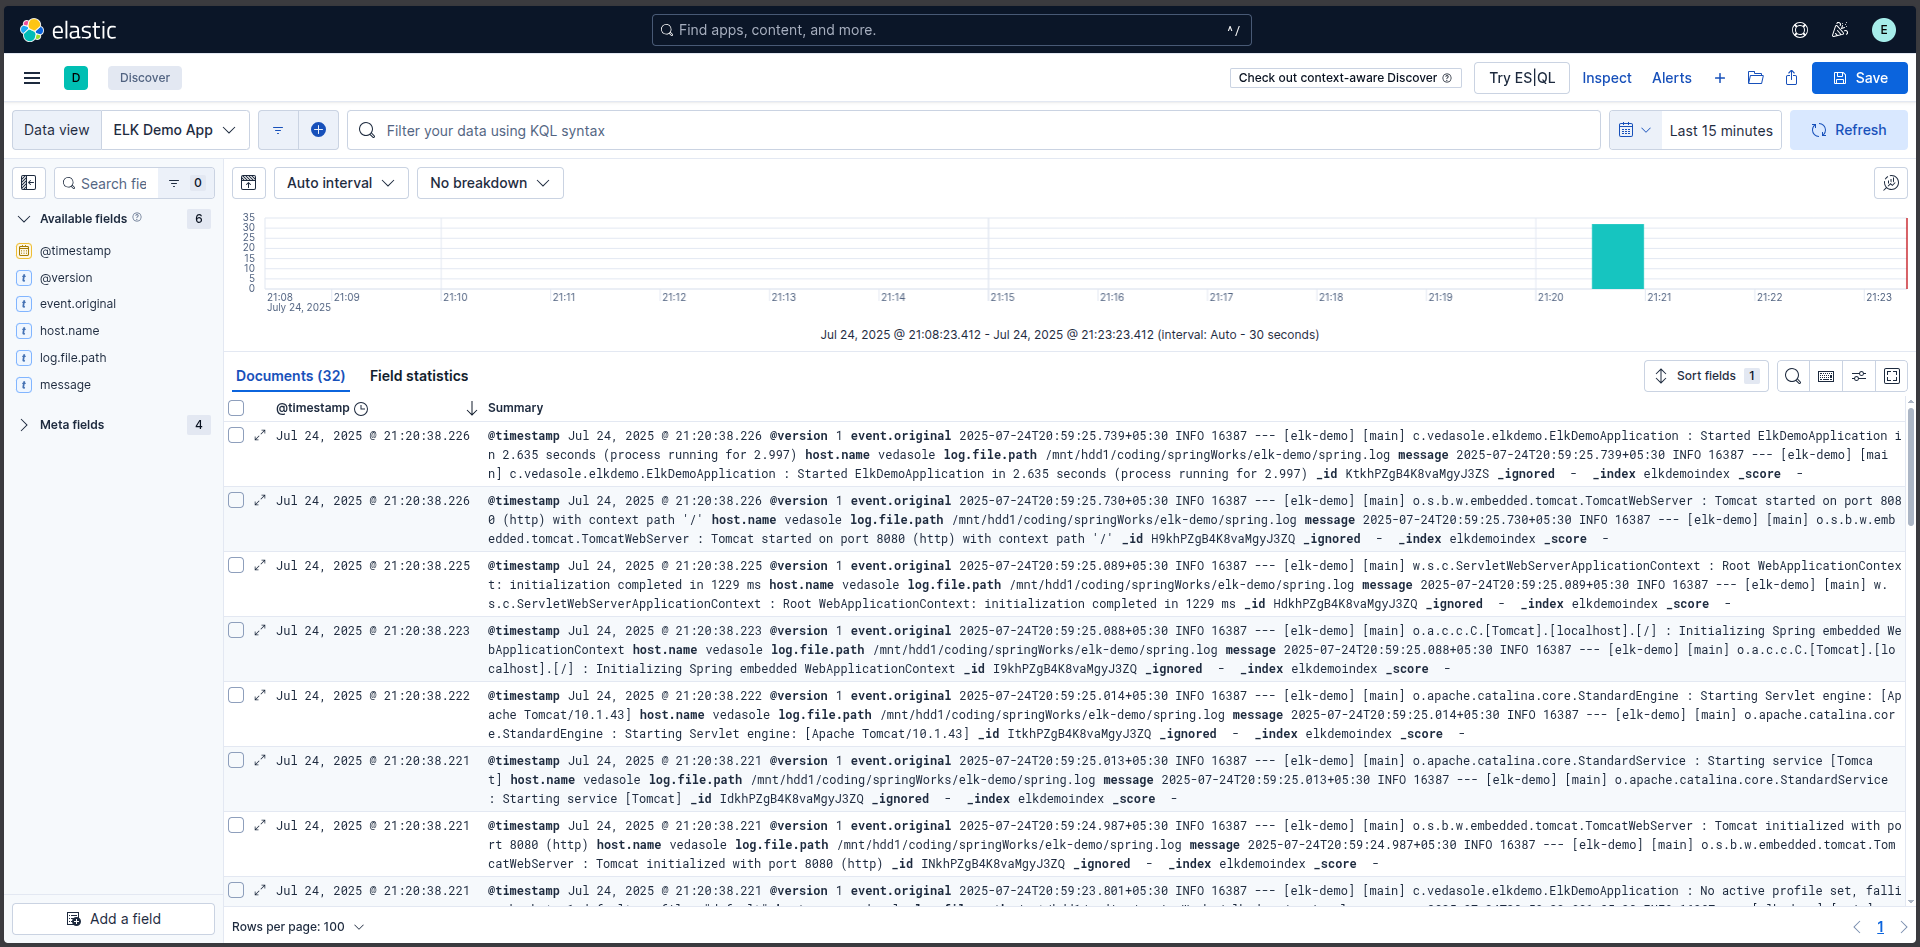 elastic
Find apps, content, and more.
^ /
E
D
Discover
Check out context-aware Discover
Try ES|QL
Inspect
Alerts
Save
Data view
ELK Demo App
Filter your data using KQL syntax
Last 15 minutes
Refresh
Search fie
0
Auto interval
No breakdown
Available fields
6
@timestamp
@version
event.original
host.name
log.file.path
message
Meta fields
4
35
30
25
20
15
10
5
0
21:08
July 24, 2025
21:09
21:10
21:11
21:12
21:13
21:14
21:15
21:16
21:17
21:18
21:19
21:20
21:21
21:22
21:23
Jul 24, 2025 @ 21:08:23.412 - Jul 24, 2025 @ 21:23:23.412 (interval: Auto - 30 seconds)
Documents (32)
Field statistics
Sort fields 1
@timestamp
Summary
Jul 24, 2025 @ 21:20:38.226
@timestamp Jul 24, 2025 @ 21:20:38.226 @version 1 event.original 2025-07-24T20:59:25.739+05:30 INFO 16387 --- [elk-demo] [main] c.vedasole.elkdemo.ElkDemoApplication : Started ElkDemoApplication i
n 2.635 seconds (process running for 2.997) host.name vedasole log.file.path /mnt/hdd1/coding/springWorks/elk-demo/spring.log message 2025-07-24T20:59:25.739+05:30 INFO 16387 --- [elk-demo] [mai
n] c.vedasole.elkdemo.ElkDemoApplication : Started ElkDemoApplication in 2.635 seconds (process running for 2.997) _id KtkhPZgB4K8vaMgyJ3ZS _ignored - _index elkdemoindex _score -
Jul 24, 2025 @ 21:20:38.226
@timestamp Jul 24, 2025 @ 21:20:38.226 @version 1 event.original 2025-07-24T20:59:25.730+05:30 INFO 16387 --- [elk-demo] [main] o.s.b.w.embedded.tomcat.TomcatWebServer : Tomcat started on port 808
0 (http) with context path '/' host.name vedasole log.file.path /mnt/hdd1/coding/springWorks/elk-demo/spring.log message 2025-07-24T20:59:25.730+05:30 INFO 16387 --- [elk-demo] [main] o.s.b.w.emb
edded.tomcat.TomcatWebServer : Tomcat started on port 8080 (http) with context path '/' _id H9khPZgB4K8vaMgyJ3ZQ _ignored - _index elkdemoindex _score -
Jul 24, 2025 @ 21:20:38.225
@timestamp Jul 24, 2025 @ 21:20:38.225 @version 1 event.original 2025-07-24T20:59:25.089+05:30 INFO 16387 --- [elk-demo] [main] w.s.c.ServletWebServerApplicationContext : Root WebApplicationContex
t: initialization completed in 1229 ms host.name vedasole log.file.path /mnt/hdd1/coding/springWorks/elk-demo/spring.log message 2025-07-24T20:59:25.089+05:30 INFO 16387 --- [elk-demo] [main] w.
s.c.ServletWebServerApplicationContext : Root WebApplicationContext: initialization completed in 1229 ms _id HdkhPZgB4K8vaMgyJ3ZQ _ignored - _index elkdemoindex _score -
Jul 24, 2025 @ 21:20:38.223
@timestamp Jul 24, 2025 @ 21:20:38.223 @version 1 event.original 2025-07-24T20:59:25.088+05:30 INFO 16387 --- [elk-demo] [main] o.a.c.c.C.[Tomcat].[localhost].[/] : Initializing Spring embedded We
bApplicationContext host.name vedasole log.file.path /mnt/hdd1/coding/springWorks/elk-demo/spring.log message 2025-07-24T20:59:25.088+05:30 INFO 16387 --- [elk-demo] [main] o.a.c.c.C.[Tomcat].[lo
calhost].[/] : Initializing Spring embedded WebApplicationContext _id I9khPZgB4K8vaMgyJ3ZQ _ignored - _index elkdemoindex _score -
Jul 24, 2025 @ 21:20:38.222
@timestamp Jul 24, 2025 @ 21:20:38.222 @version 1 event.original 2025-07-24T20:59:25.014+05:30 INFO 16387 --- [elk-demo] [main] o.apache.catalina.core.StandardEngine : Starting Servlet engine: [Ap
ache Tomcat/10.1.43] host.name vedasole log.file.path /mnt/hdd1/coding/springWorks/elk-demo/spring.log message 2025-07-24T20:59:25.014+05:30 INFO 16387 --- [elk-demo] [main] o.apache.catalina.cor
e.StandardEngine : Starting Servlet engine: [Apache Tomcat/10.1.43] _id ItkhPZgB4K8vaMgyJ3ZQ _ignored - _index elkdemoindex _score -
Jul 24, 2025 @ 21:20:38.221
@timestamp Jul 24, 2025 @ 21:20:38.221 @version 1 event.original 2025-07-24T20:59:25.013+05:30 INFO 16387 --- [elk-demo] [main] o.apache.catalina.core.StandardService : Starting service [Tomca
t] host.name vedasole log.file.path /mnt/hdd1/coding/springWorks/elk-demo/spring.log message 2025-07-24T20:59:25.013+05:30 INFO 16387 --- [elk-demo] [main] o.apache.catalina.core.StandardService
: Starting service [Tomcat] _id IdkhPZgB4K8vaMgyJ3ZQ _ignored - _index elkdemoindex _score -
Jul 24, 2025 @ 21:20:38.221
@timestamp Jul 24, 2025 @ 21:20:38.221 @version 1 event.original 2025-07-24T20:59:24.987+05:30 INFO 16387 --- [elk-demo] [main] o.s.b.w.embedded.tomcat.TomcatWebServer : Tomcat initialized with po
rt 8080 (http) host.name vedasole log.file.path /mnt/hdd1/coding/springWorks/elk-demo/spring.log message 2025-07-24T20:59:24.987+05:30 INFO 16387 --- [elk-demo] [main] o.s.b.w.embedded.tomcat.Tom
catWebServer : Tomcat initialized with port 8080 (http) _id INkhPZgB4K8vaMgyJ3ZQ _ignored - _index elkdemoindex _score -
Jul 24, 2025 @ 21:20:38.221
@timestamp Jul 24, 2025 @ 21:20:38.221 @version 1 event.original 2025-07-24T20:59:23.801+05:30 INFO 16387 --- [elk-demo] [main] c.vedasole.elkdemo.ElkDemoApplication : No active profile set, falli
Add a field
Rows per page: 100
1